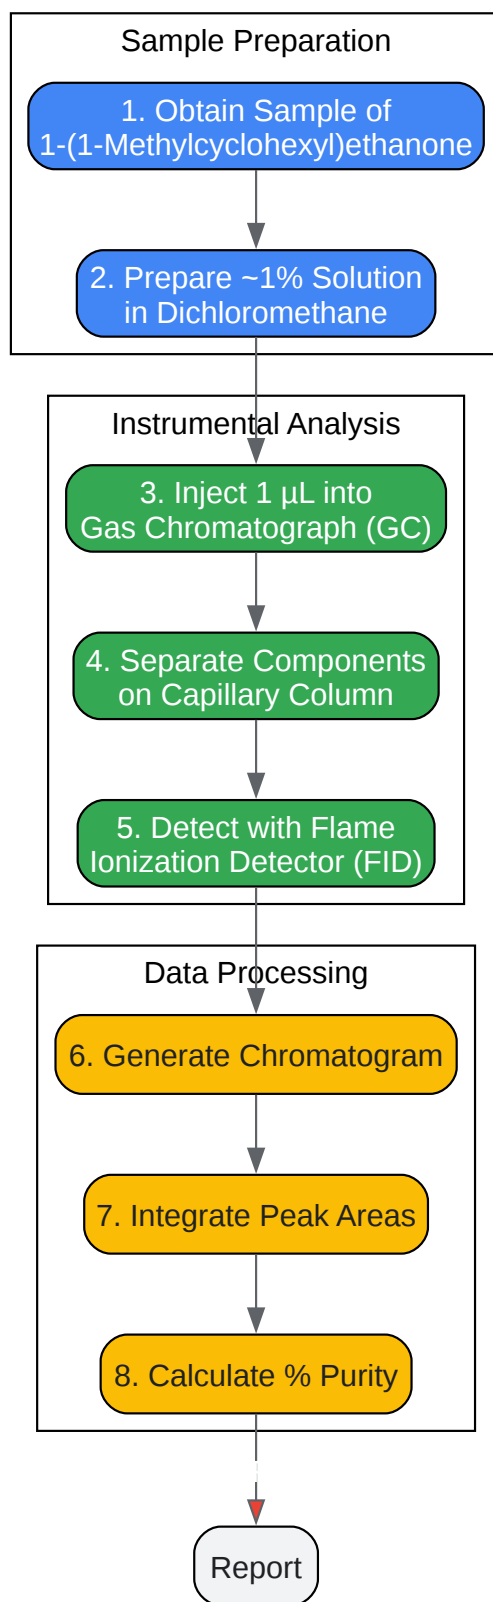 Sample Preparation
1. Obtain Sample of
1-(1-Methylcyclohexyl)ethanone
2. Prepare ~1% Solution
in Dichloromethane
Instrumental Analysis
3. Inject 1 µL into
Gas Chromatograph (GC)
4. Separate Components
on Capillary Column
5. Detect with Flame
Ionization Detector (FID)
Data Processing
6. Generate Chromatogram
7. Integrate Peak Areas
8. Calculate % Purity
Report